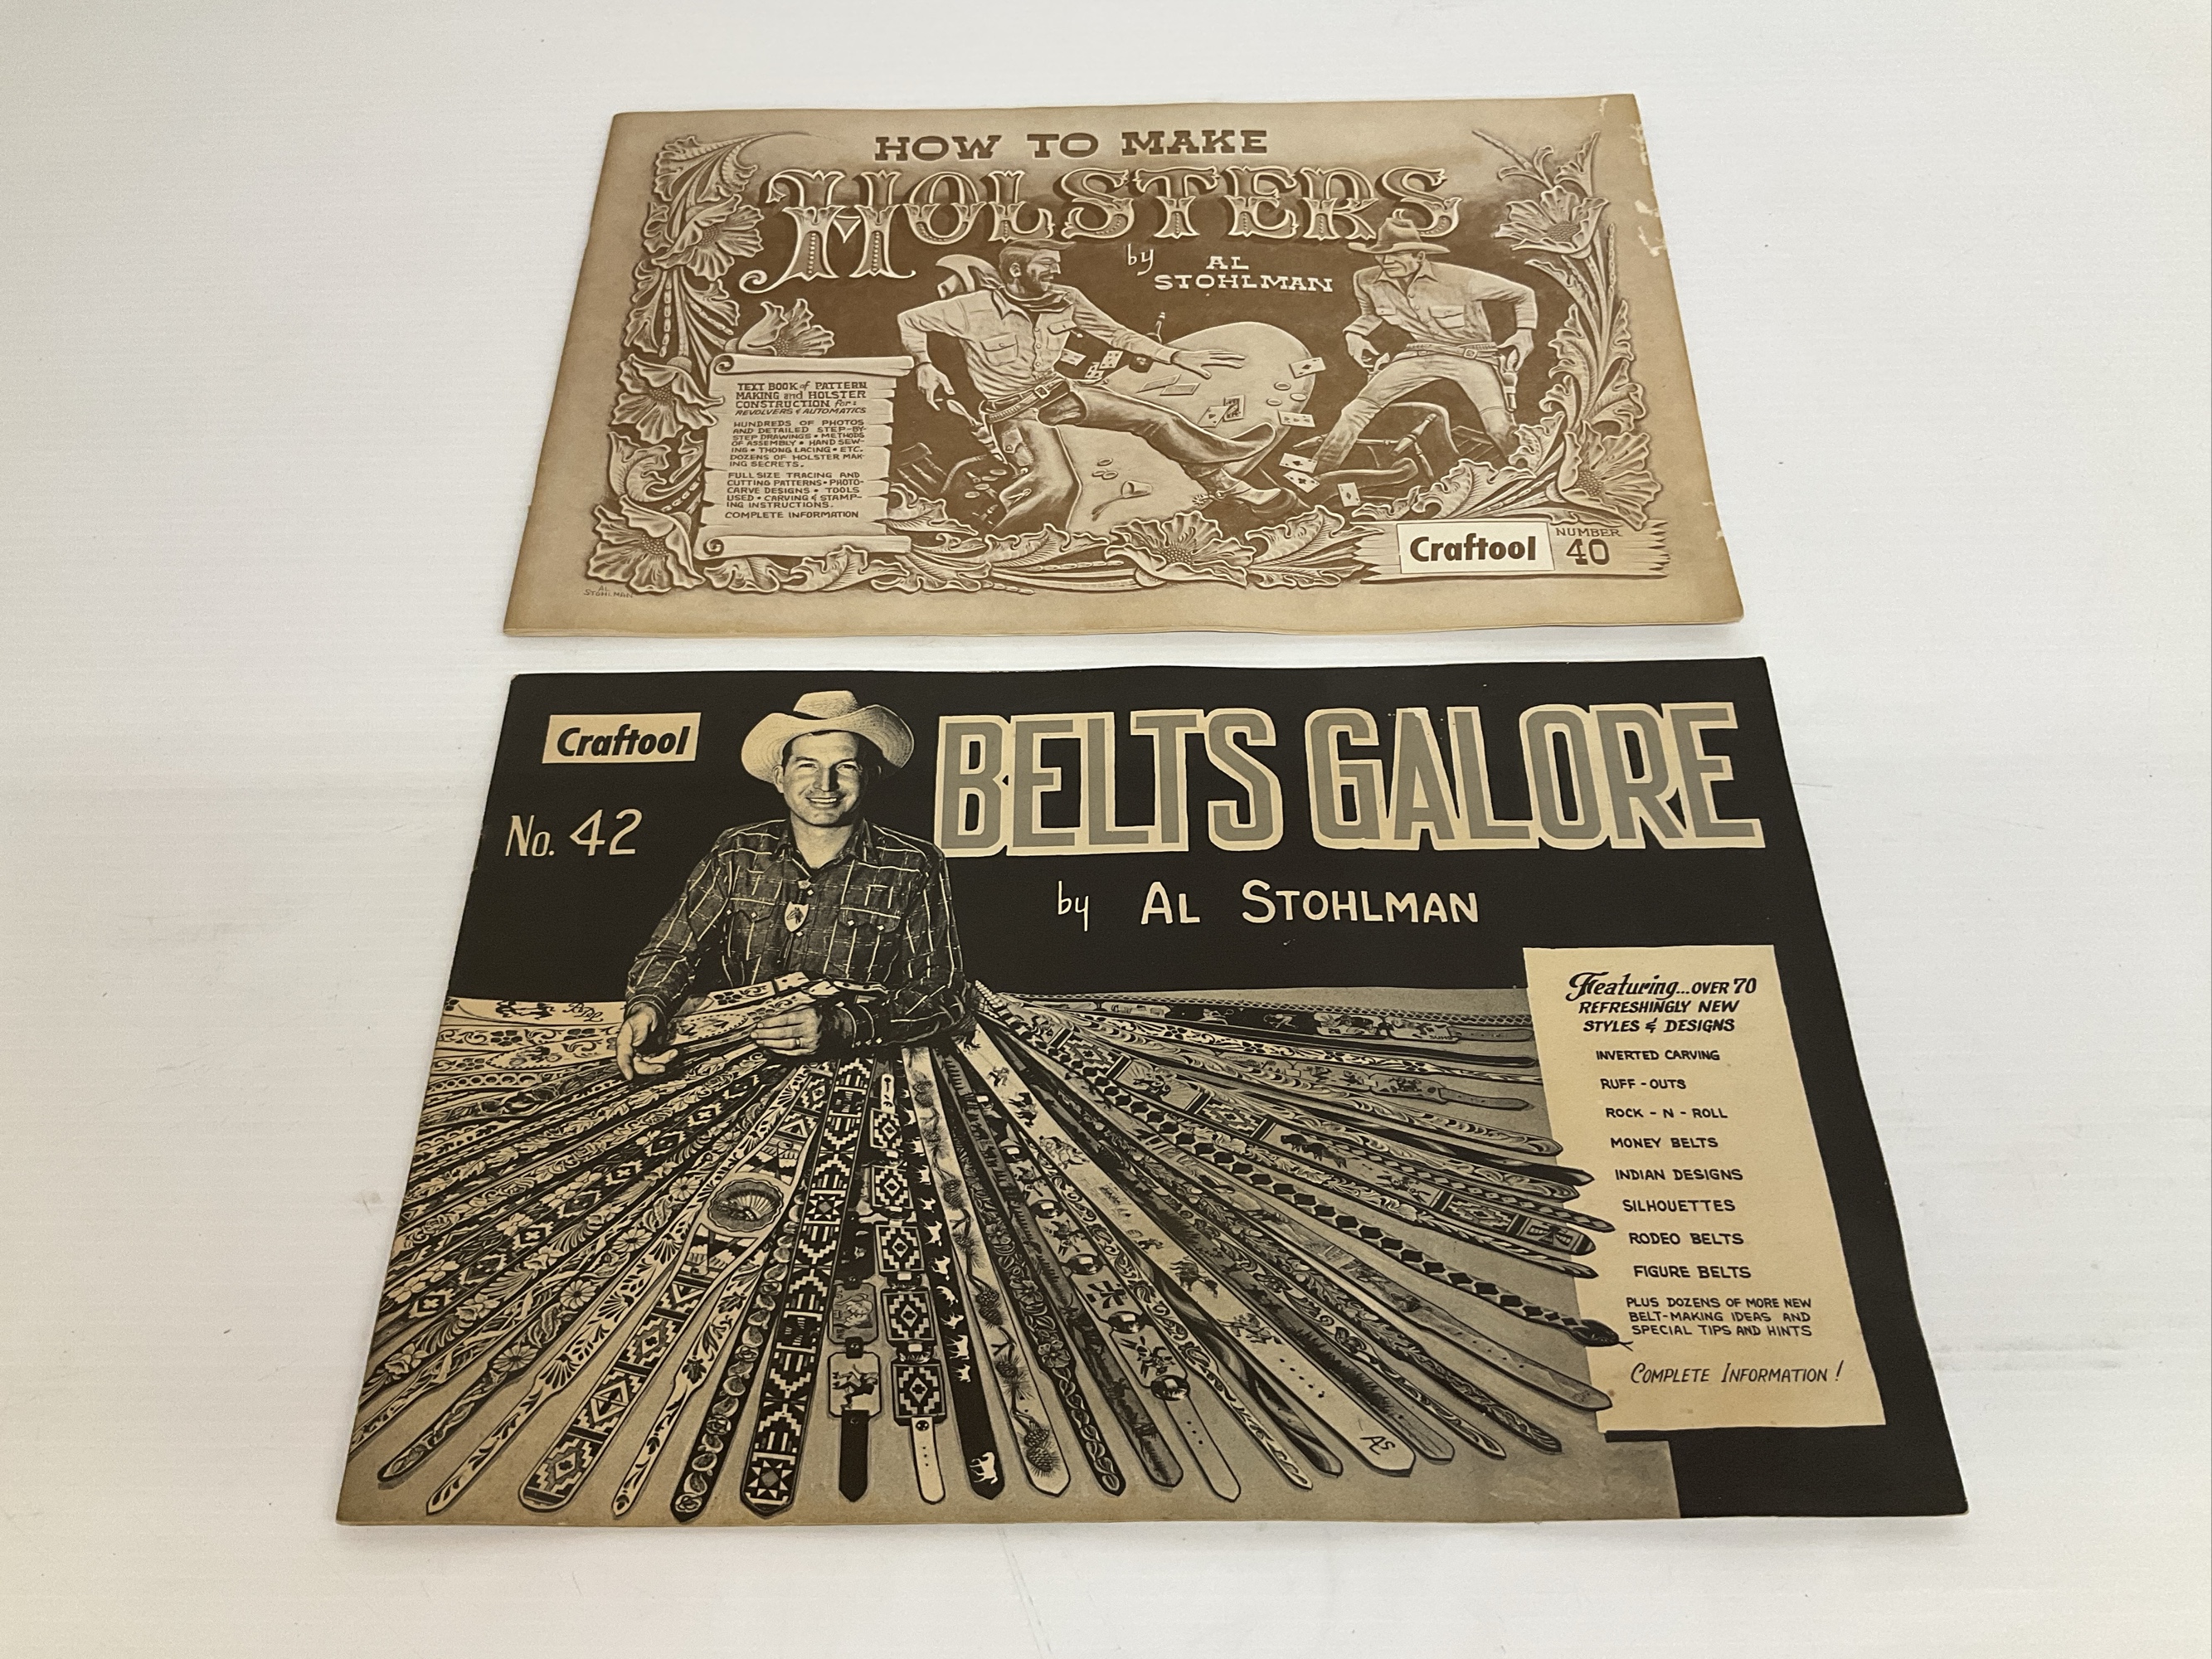 HOW TO MAKE
HOLSTERS
by AL
STOHLMAN
TEXT BOOK of PATTERN
MAKING and HOLSTER
CONSTRUCTION for:
REVOLVERS & AUTOMATICS
HUNDREDS OF PHOTOS
AND DETAILED STEP-BY-
STEP DRAWINGS • METHODS
OF ASSEMBLY • HAND SEW-
ING • THONG LACING • ETC.
DOZENS OF HOLSTER MAK-
ING SECRETS.
FULL SIZE TRACING AND
CUTTING PATTERNS • PHOTO-
CARVE DESIGNS • TOOLS
USED • CARVING & STAMP-
ING INSTRUCTIONS.
COMPLETE INFORMATION
Craftool
NUMBER
40
AL
STOHLMAN
Craftool
No. 42
BELTS GALORE
by AL STOHLMAN
Featuring...OVER 70
REFRESHINGLY NEW
STYLES & DESIGNS
INVERTED CARVING
RUFF - OUTS
ROCK - N - ROLL
MONEY BELTS
INDIAN DESIGNS
SILHOUETTES
RODEO BELTS
FIGURE BELTS
PLUS DOZENS OF MORE NEW
BELT-MAKING IDEAS AND
SPECIAL TIPS AND HINTS
COMPLETE INFORMATION!
AS